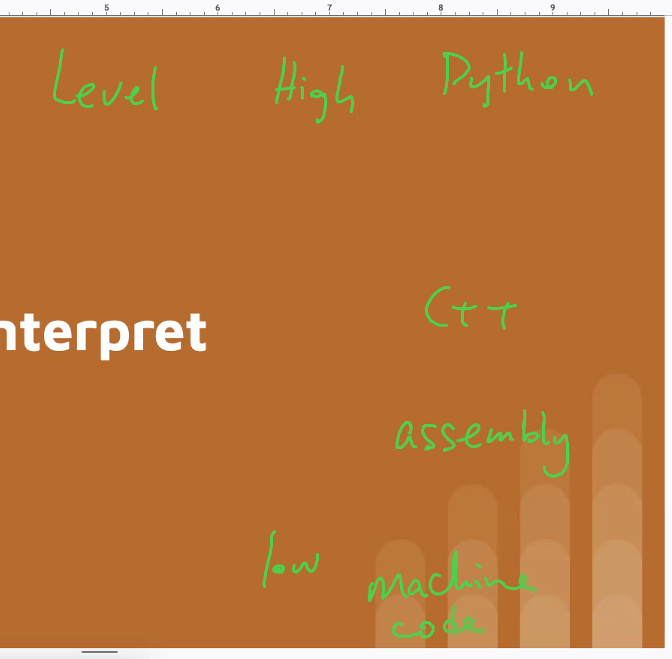 5 6 7 8 9
Level High Python
C++
nterpret
assembly
low machine
code